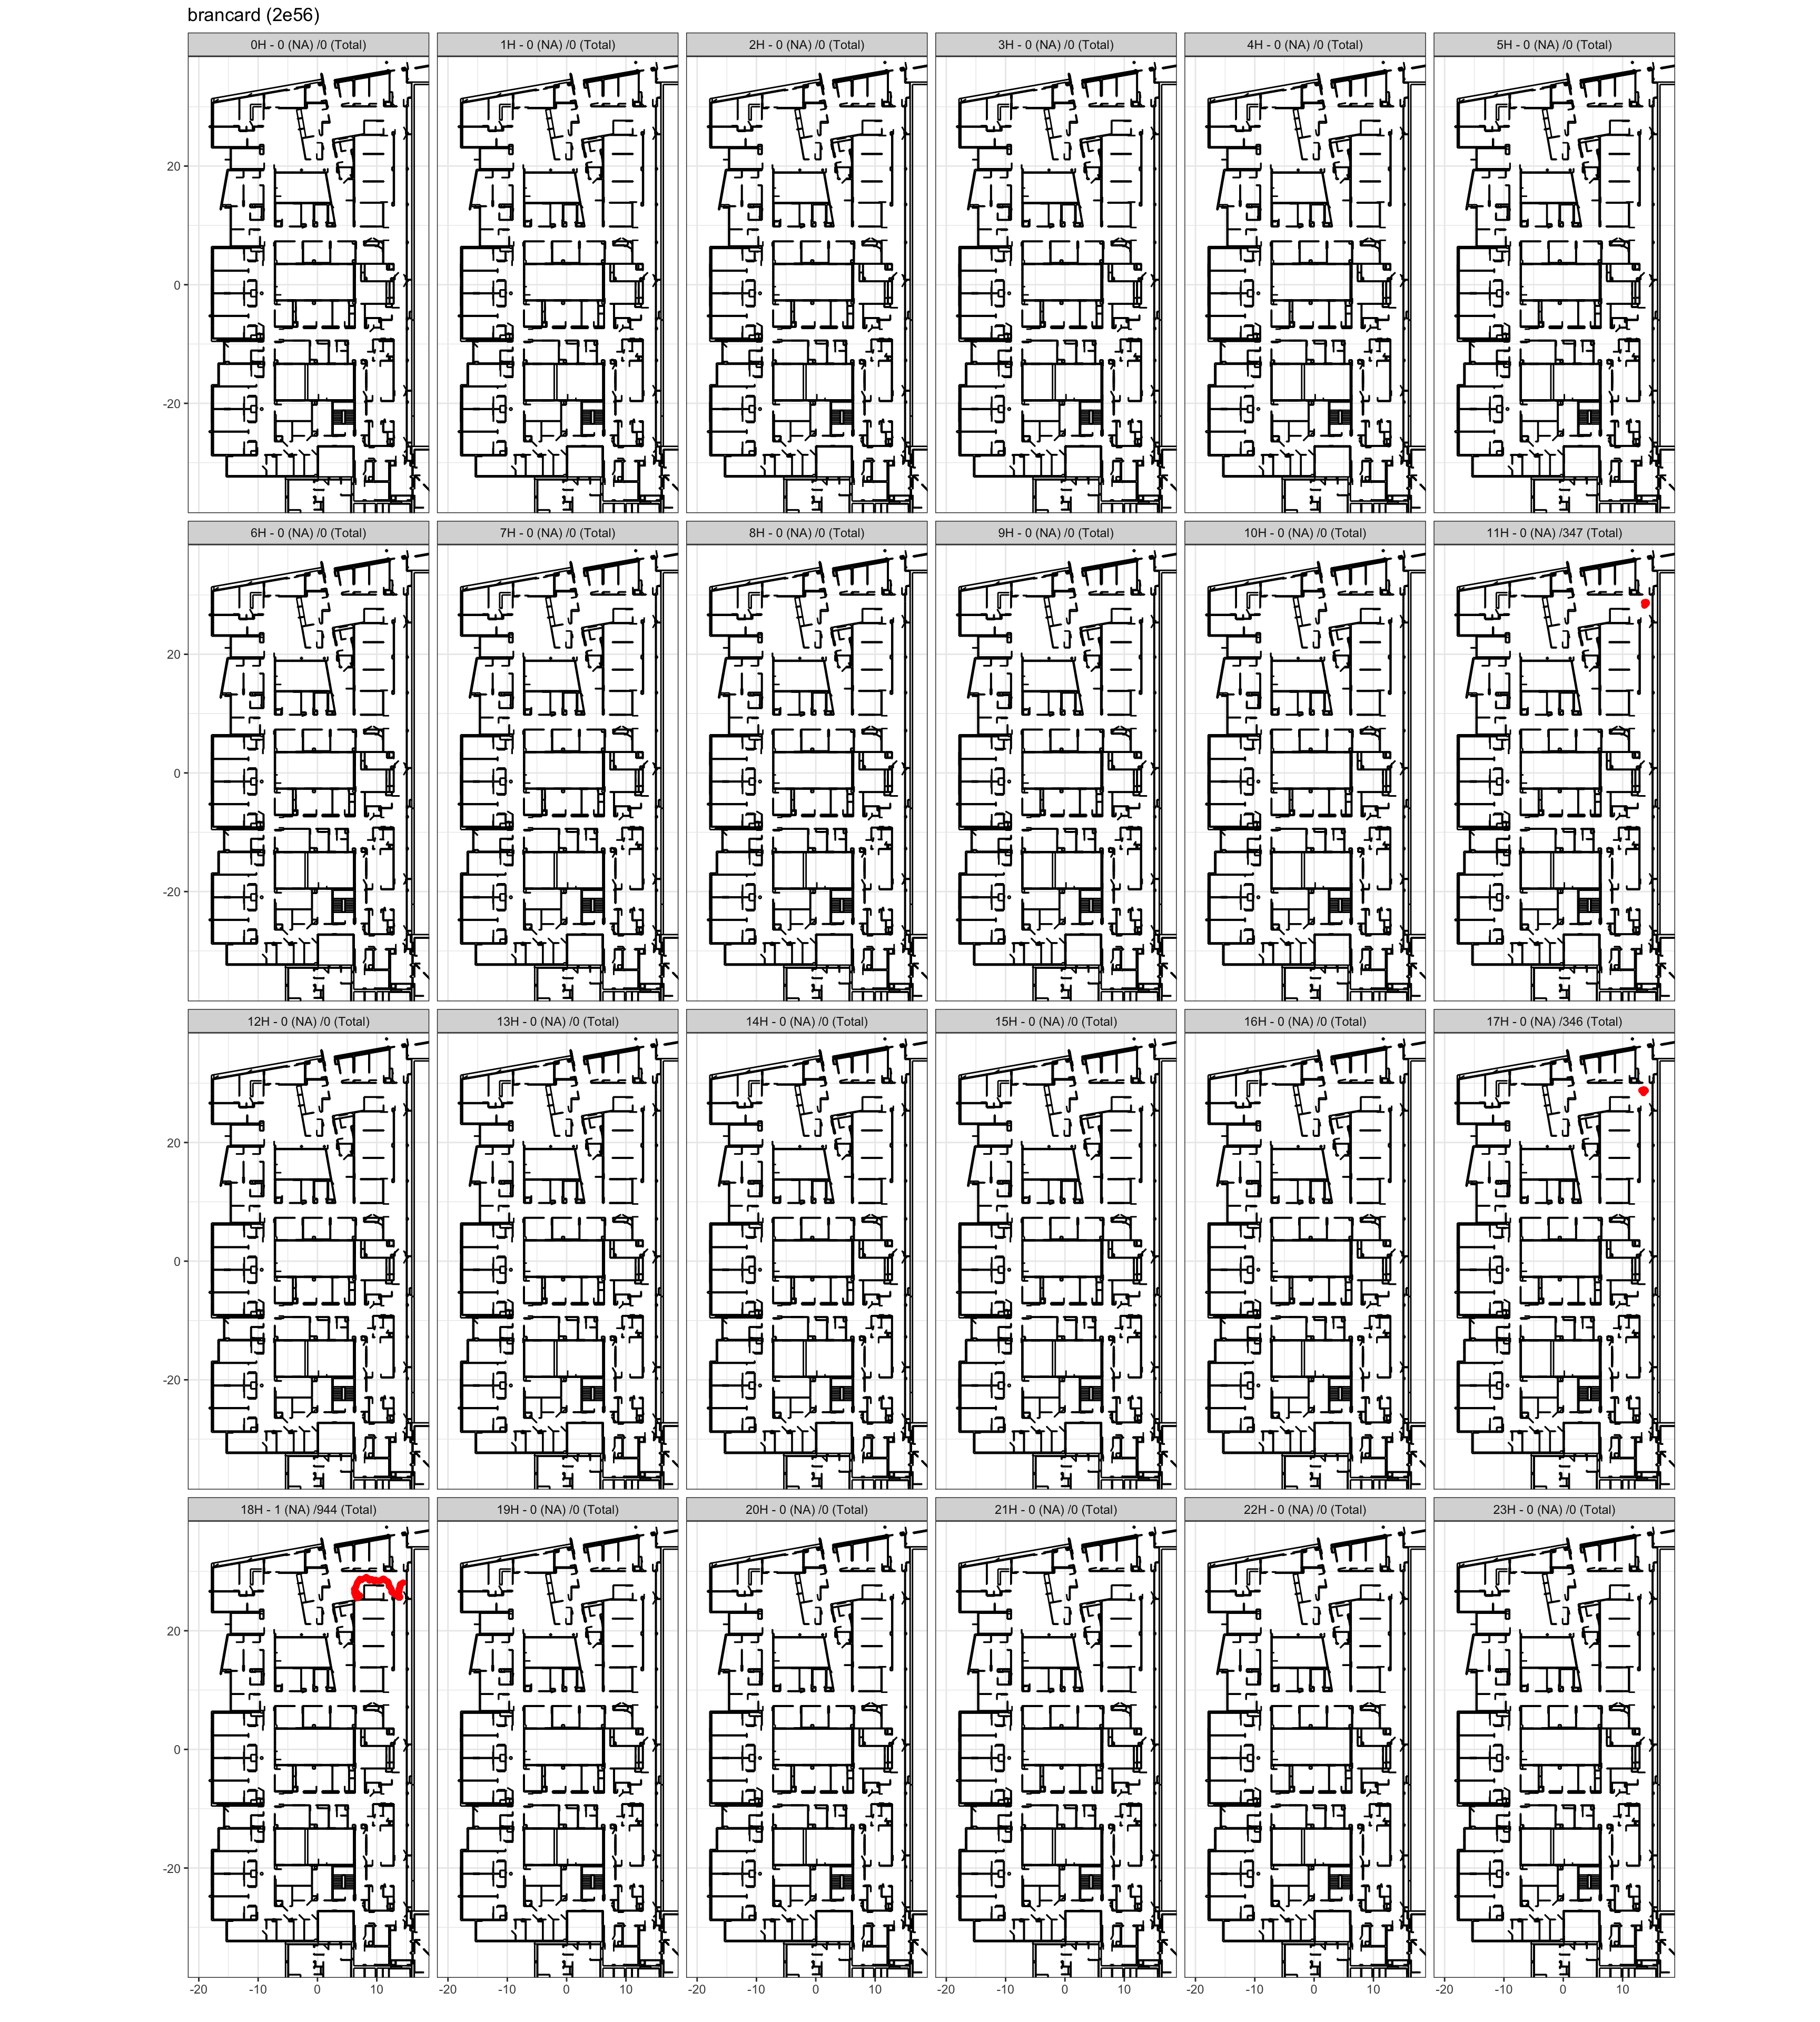 brancard (2e56)
0H - 0 (NA) /0 (Total) 1H - 0 (NA) /0 (Total) 2H - 0 (NA) /0 (Total) 3H - 0 (NA) /0 (Total) 4H - 0 (NA) /0 (Total) 5H - 0 (NA) /0 (Total)
20
0
-20
6H - 0 (NA) /0 (Total) 7H - 0 (NA) /0 (Total) 8H - 0 (NA) /0 (Total) 9H - 0 (NA) /0 (Total) 10H - 0 (NA) /0 (Total) 11H - 0 (NA) /347 (Total)
20
0
-20
12H - 0 (NA) /0 (Total) 13H - 0 (NA) /0 (Total) 14H - 0 (NA) /0 (Total) 15H - 0 (NA) /0 (Total) 16H - 0 (NA) /0 (Total) 17H - 0 (NA) /346 (Total)
20
0
-20
18H - 1 (NA) /944 (Total) 19H - 0 (NA) /0 (Total) 20H - 0 (NA) /0 (Total) 21H - 0 (NA) /0 (Total) 22H - 0 (NA) /0 (Total) 23H - 0 (NA) /0 (Total)
20
0
-20
-20 -10 0 10 -20 -10 0 10 -20 -10 0 10 -20 -10 0 10 -20 -10 0 10 -20 -10 0 10